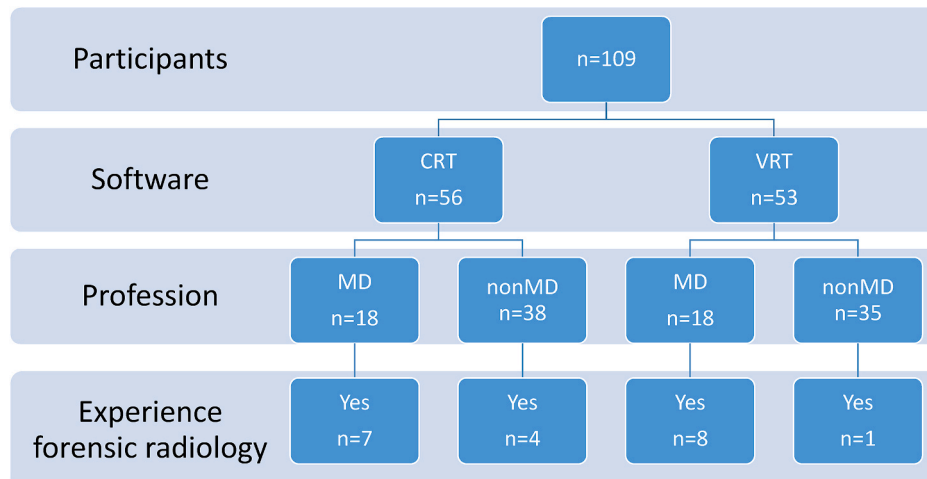 Participants
n=109
Software
CRT
n=56
VRT
n=53
Profession
MD
n=18
nonMD
n=38
MD
n=18
nonMD
n=35
Experience
forensic radiology
Yes
n=7
Yes
n=4
Yes
n=8
Yes
n=1